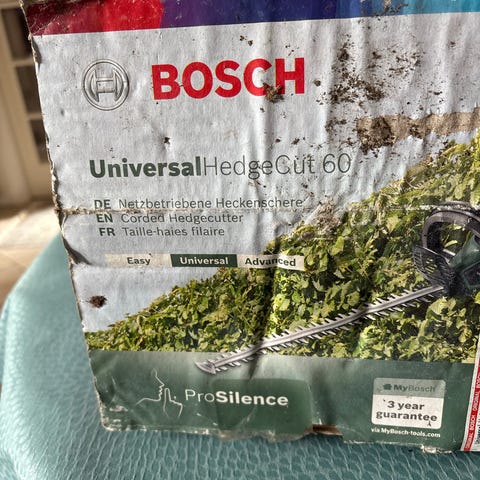 BOSCH
UniversalHedgeCut 60
DE Netzbetriebene Heckenschere
EN Corded Hedgecutter
FR Taille-haies filaire
Easy Universal Advanced
ProSilence
MyBosch
3 year
guarantee
via MyBosch-tools.com